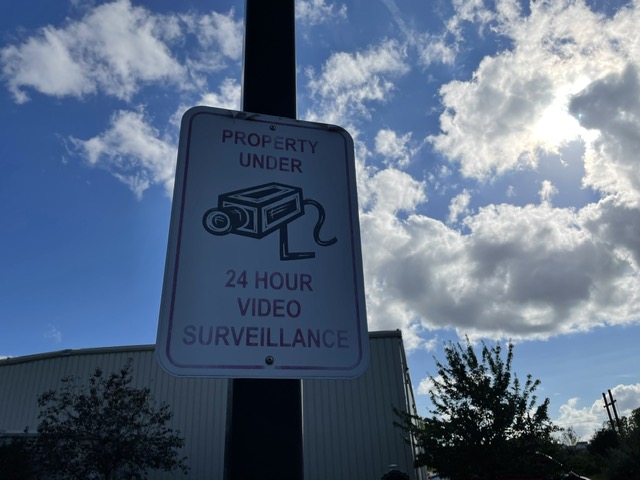 PROPERTY
UNDER
24 HOUR
VIDEO
SURVEILLANCE